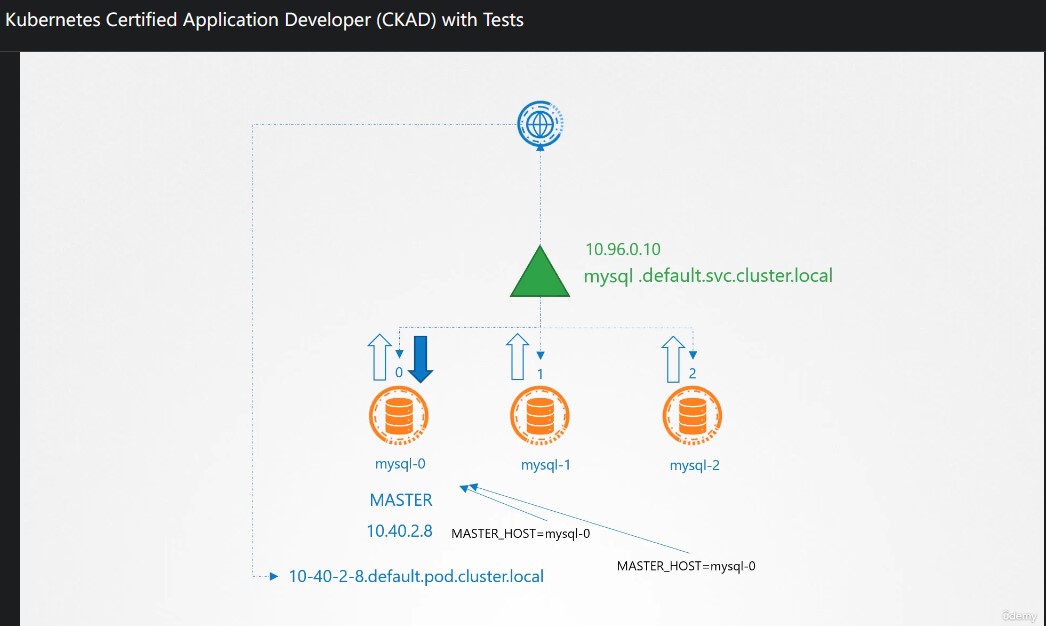 Kubernetes Certified Application Developer (CKAD) with Tests
10.96.0.10
mysql .default.svc.cluster.local
0
1
2
mysql-0
mysql-1
mysql-2
MASTER
10.40.2.8
MASTER_HOST=mysql-0
MASTER_HOST=mysql-0
10-40-2-8.default.pod.cluster.local
ûdemy